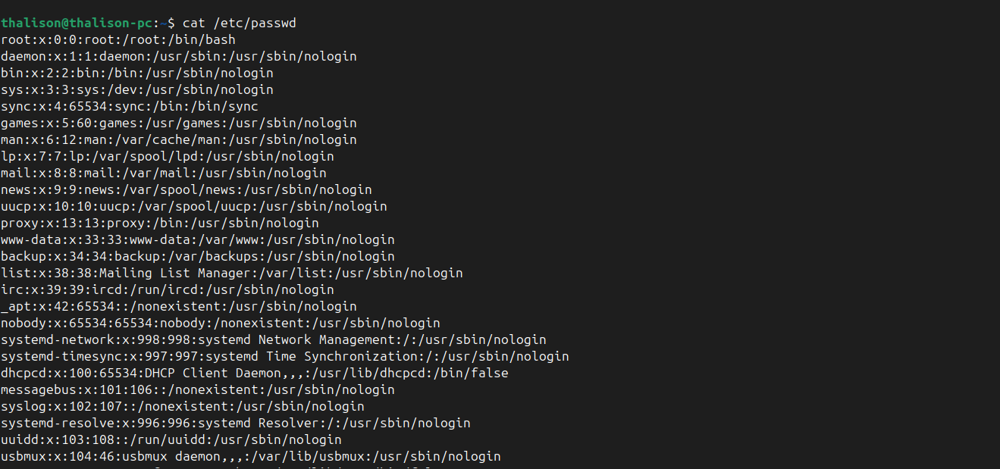 thalison@thalison-pc:~$ cat /etc/passwd
root:x:0:0:root:/root:/bin/bash
daemon:x:1:1:daemon:/usr/sbin:/usr/sbin/nologin
bin:x:2:2:bin:/bin:/usr/sbin/nologin
sys:x:3:3:sys:/dev:/usr/sbin/nologin
sync:x:4:65534:sync:/bin:/bin/sync
games:x:5:60:games:/usr/games:/usr/sbin/nologin
man:x:6:12:man:/var/cache/man:/usr/sbin/nologin
lp:x:7:7:lp:/var/spool/lpd:/usr/sbin/nologin
mail:x:8:8:mail:/var/mail:/usr/sbin/nologin
news:x:9:9:news:/var/spool/news:/usr/sbin/nologin
uucp:x:10:10:uucp:/var/spool/uucp:/usr/sbin/nologin
proxy:x:13:13:proxy:/bin:/usr/sbin/nologin
www-data:x:33:33:www-data:/var/www:/usr/sbin/nologin
backup:x:34:34:backup:/var/backups:/usr/sbin/nologin
list:x:38:38:Mailing List Manager:/var/list:/usr/sbin/nologin
irc:x:39:39:ircd:/run/ircd:/usr/sbin/nologin
_apt:x:42:65534::/nonexistent:/usr/sbin/nologin
nobody:x:65534:65534:nobody:/nonexistent:/usr/sbin/nologin
systemd-network:x:998:998:systemd Network Management:/:/usr/sbin/nologin
systemd-timesync:x:997:997:systemd Time Synchronization:/:/usr/sbin/nologin
dhcpcd:x:100:65534:DHCP Client Daemon,,,:/usr/lib/dhcpcd:/bin/false
messagebus:x:101:106::/nonexistent:/usr/sbin/nologin
syslog:x:102:107::/nonexistent:/usr/sbin/nologin
systemd-resolve:x:996:996:systemd Resolver:/:/usr/sbin/nologin
uuidd:x:103:108::/run/uuidd:/usr/sbin/nologin
usbmux:x:104:46:usbmux daemon,,,:/var/lib/usbmux:/usr/sbin/nologin